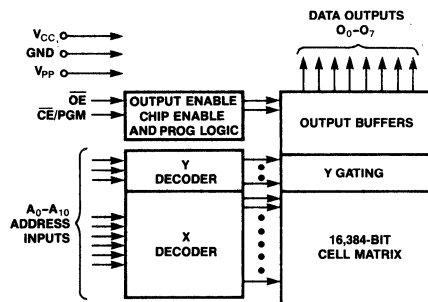 DATA OUTPUTS
O0–O7
VCC
GND
VPP
OE
CE/PGM
OUTPUT ENABLE
CHIP ENABLE
AND PROG LOGIC
OUTPUT BUFFERS
A0–A10
ADDRESS
INPUTS
Y
DECODER
Y GATING
X
DECODER
16,384-BIT
CELL MATRIX